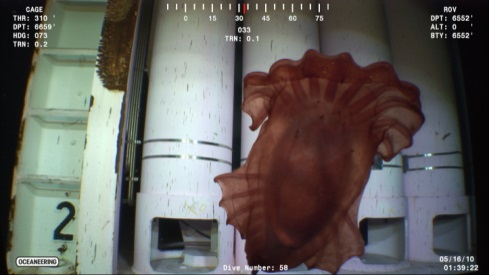 CAGE
THR: 310 '
DPT: 6659'
HDG: 073
TRN: 0.2
0 15 30 45 60 75
033
TRN: 0.1
ROV
DPT: 6552'
ALT: 0 '
BTY: 6552'
2
OCEANEERING
Dive Number: 58
05/16/10
01:39:22